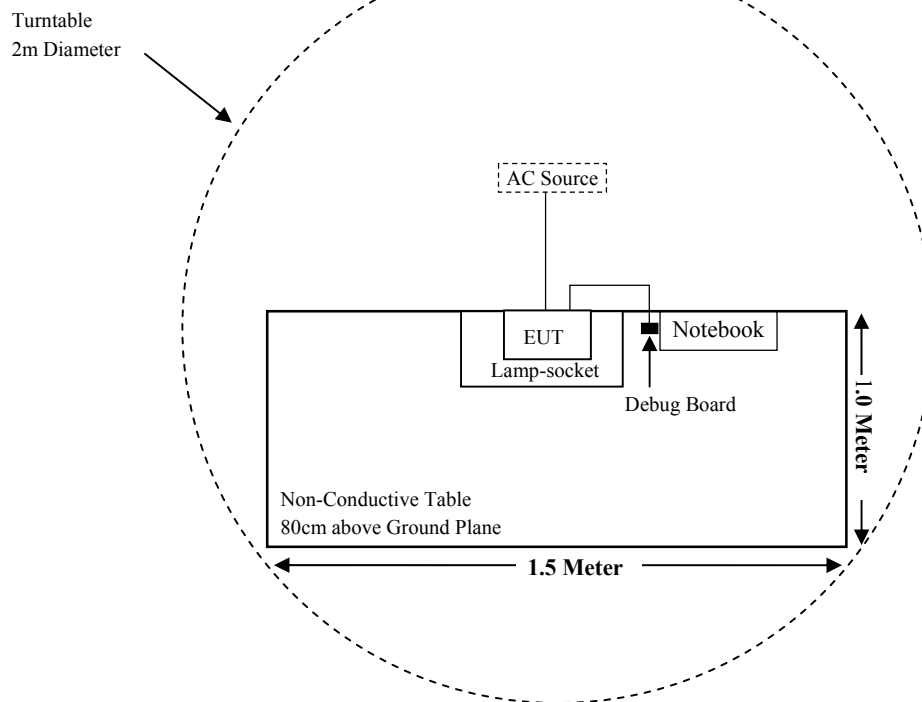 Turntable
2m Diameter
AC Source
EUT
Notebook
Lamp-socket
Debug Board
1.0 Meter
Non-Conductive Table
80cm above Ground Plane
1.5 Meter